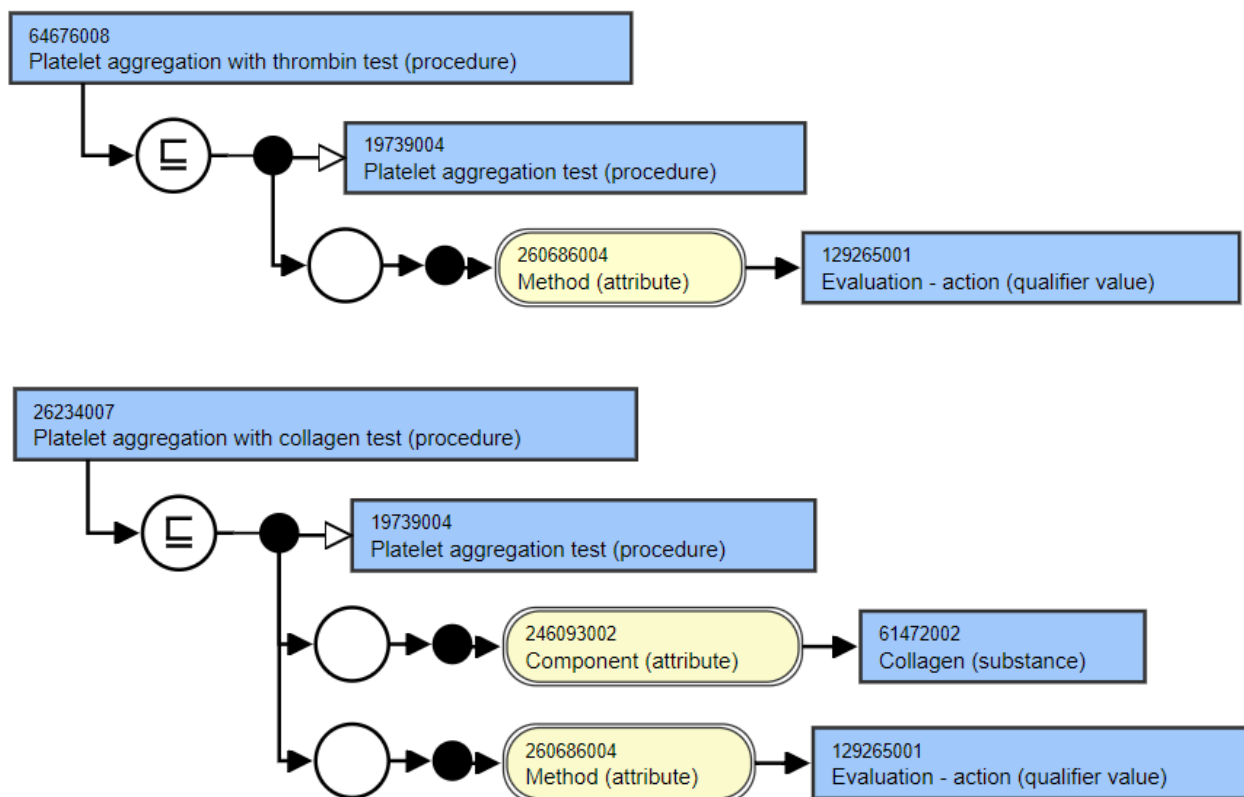 64676008
Platelet aggregation with thrombin test (procedure)
⊑
19739004
Platelet aggregation test (procedure)
260686004
Method (attribute)
129265001
Evaluation - action (qualifier value)
26234007
Platelet aggregation with collagen test (procedure)
⊑
19739004
Platelet aggregation test (procedure)
246093002
Component (attribute)
61472002
Collagen (substance)
260686004
Method (attribute)
129265001
Evaluation - action (qualifier value)